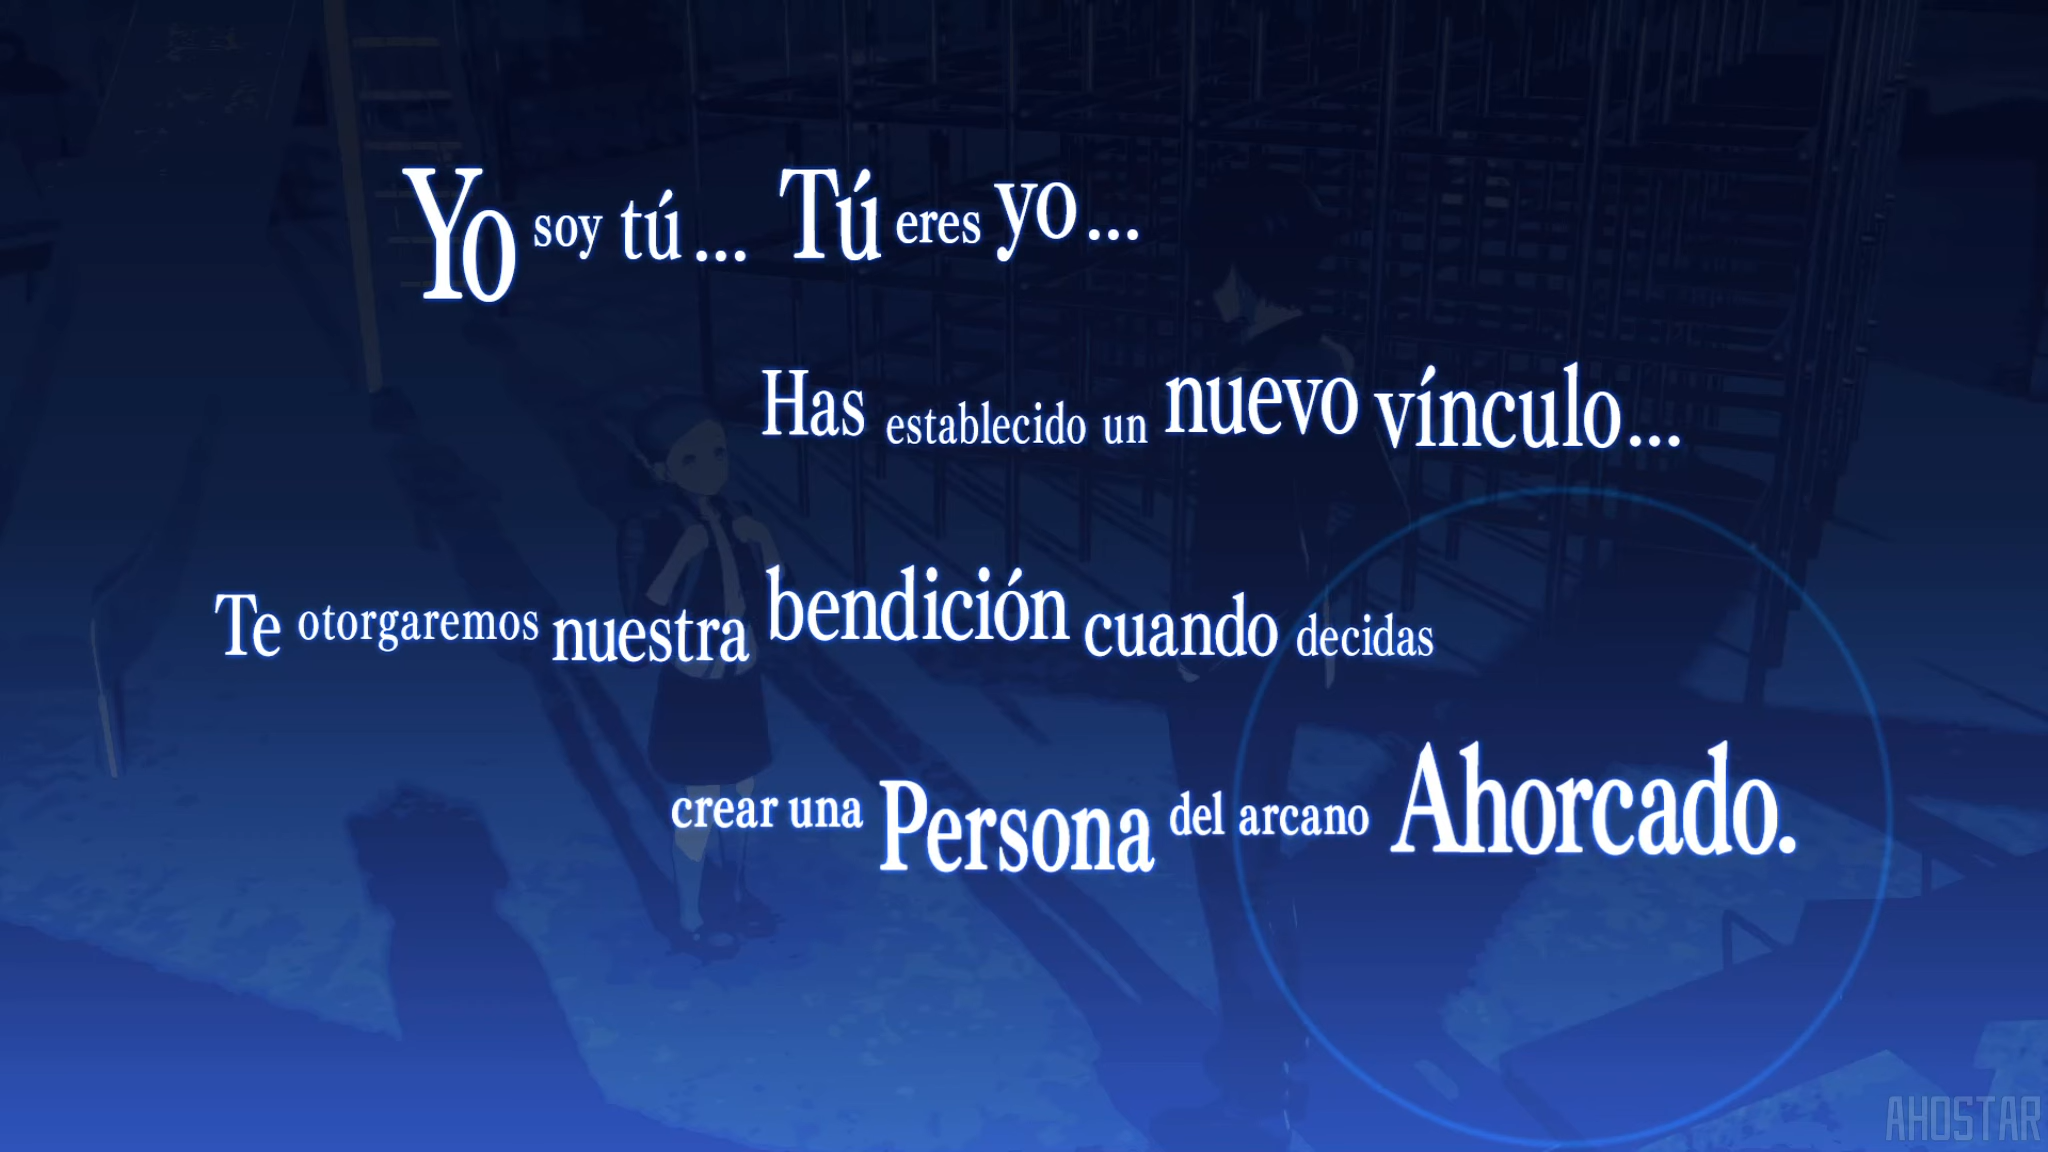 Yo soy tú... Tú eres yo...
Has establecido un nuevo vínculo...
Te otorgaremos nuestra bendición cuando decidas
crear una Persona del arcano Ahorcado.
AHOSTAR